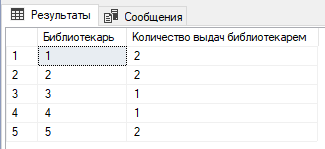 Результаты Сообщения
Библиотекарь Количество выдач библиотекарем
1 1 2
2 2 2
3 3 1
4 4 1
5 5 2